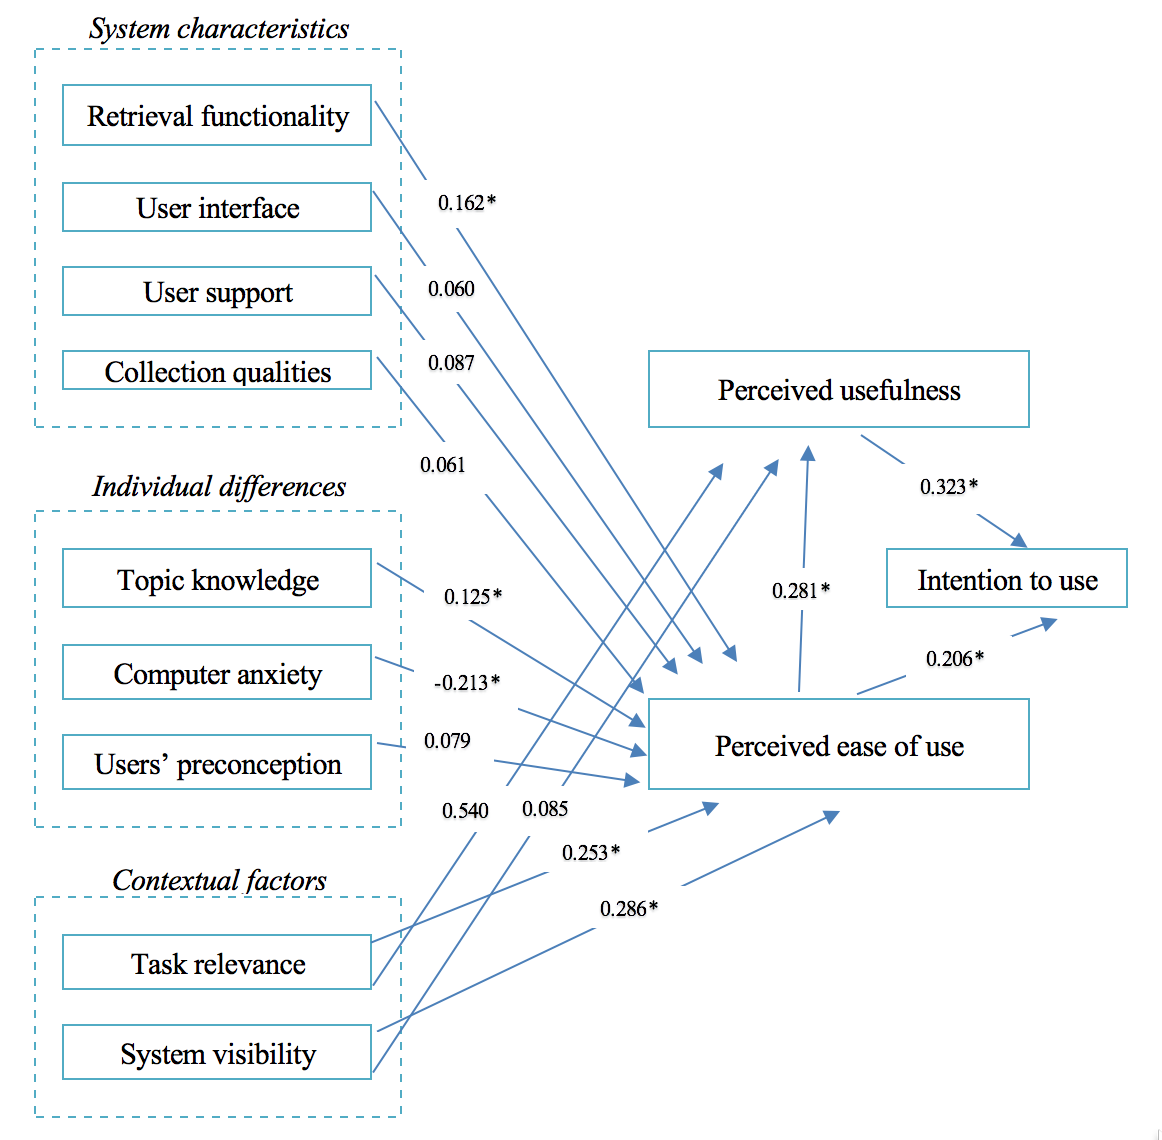 System characteristics
Retrieval functionality
User interface
User support
Collection qualities
0.162*
0.060
0.087
0.061
Individual differences
Topic knowledge
Computer anxiety
Users’ preconception
0.125*
-0.213*
0.079
Contextual factors
Task relevance
System visibility
0.540
0.085
0.253*
0.286*
Perceived usefulness
0.323*
0.281*
Intention to use
0.206*
Perceived ease of use